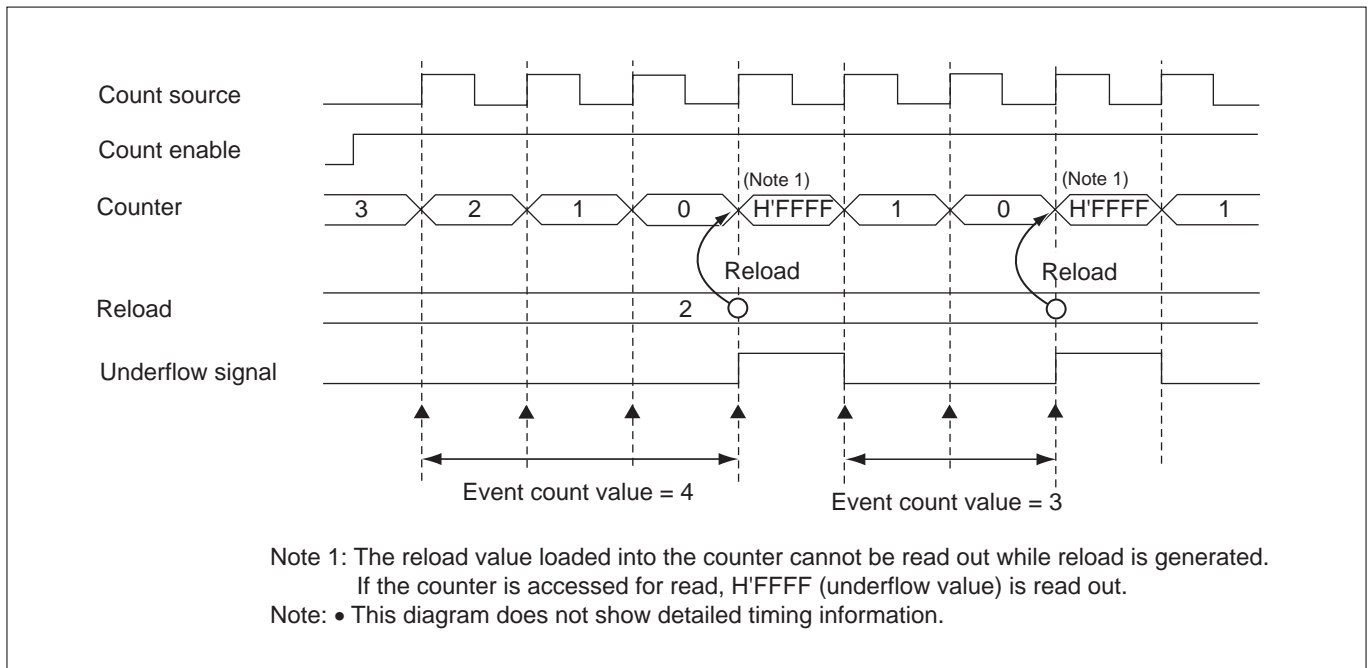 Count source
Count enable
(Note 1) (Note 1)
Counter 3 2 1 0 H'FFFF 1 0 H'FFFF 1
Reload Reload
Reload 2
Underflow signal
Event count value = 4 Event count value = 3
Note 1: The reload value loaded into the counter cannot be read out while reload is generated.
If the counter is accessed for read, H'FFFF (underflow value) is read out.
Note: • This diagram does not show detailed timing information.